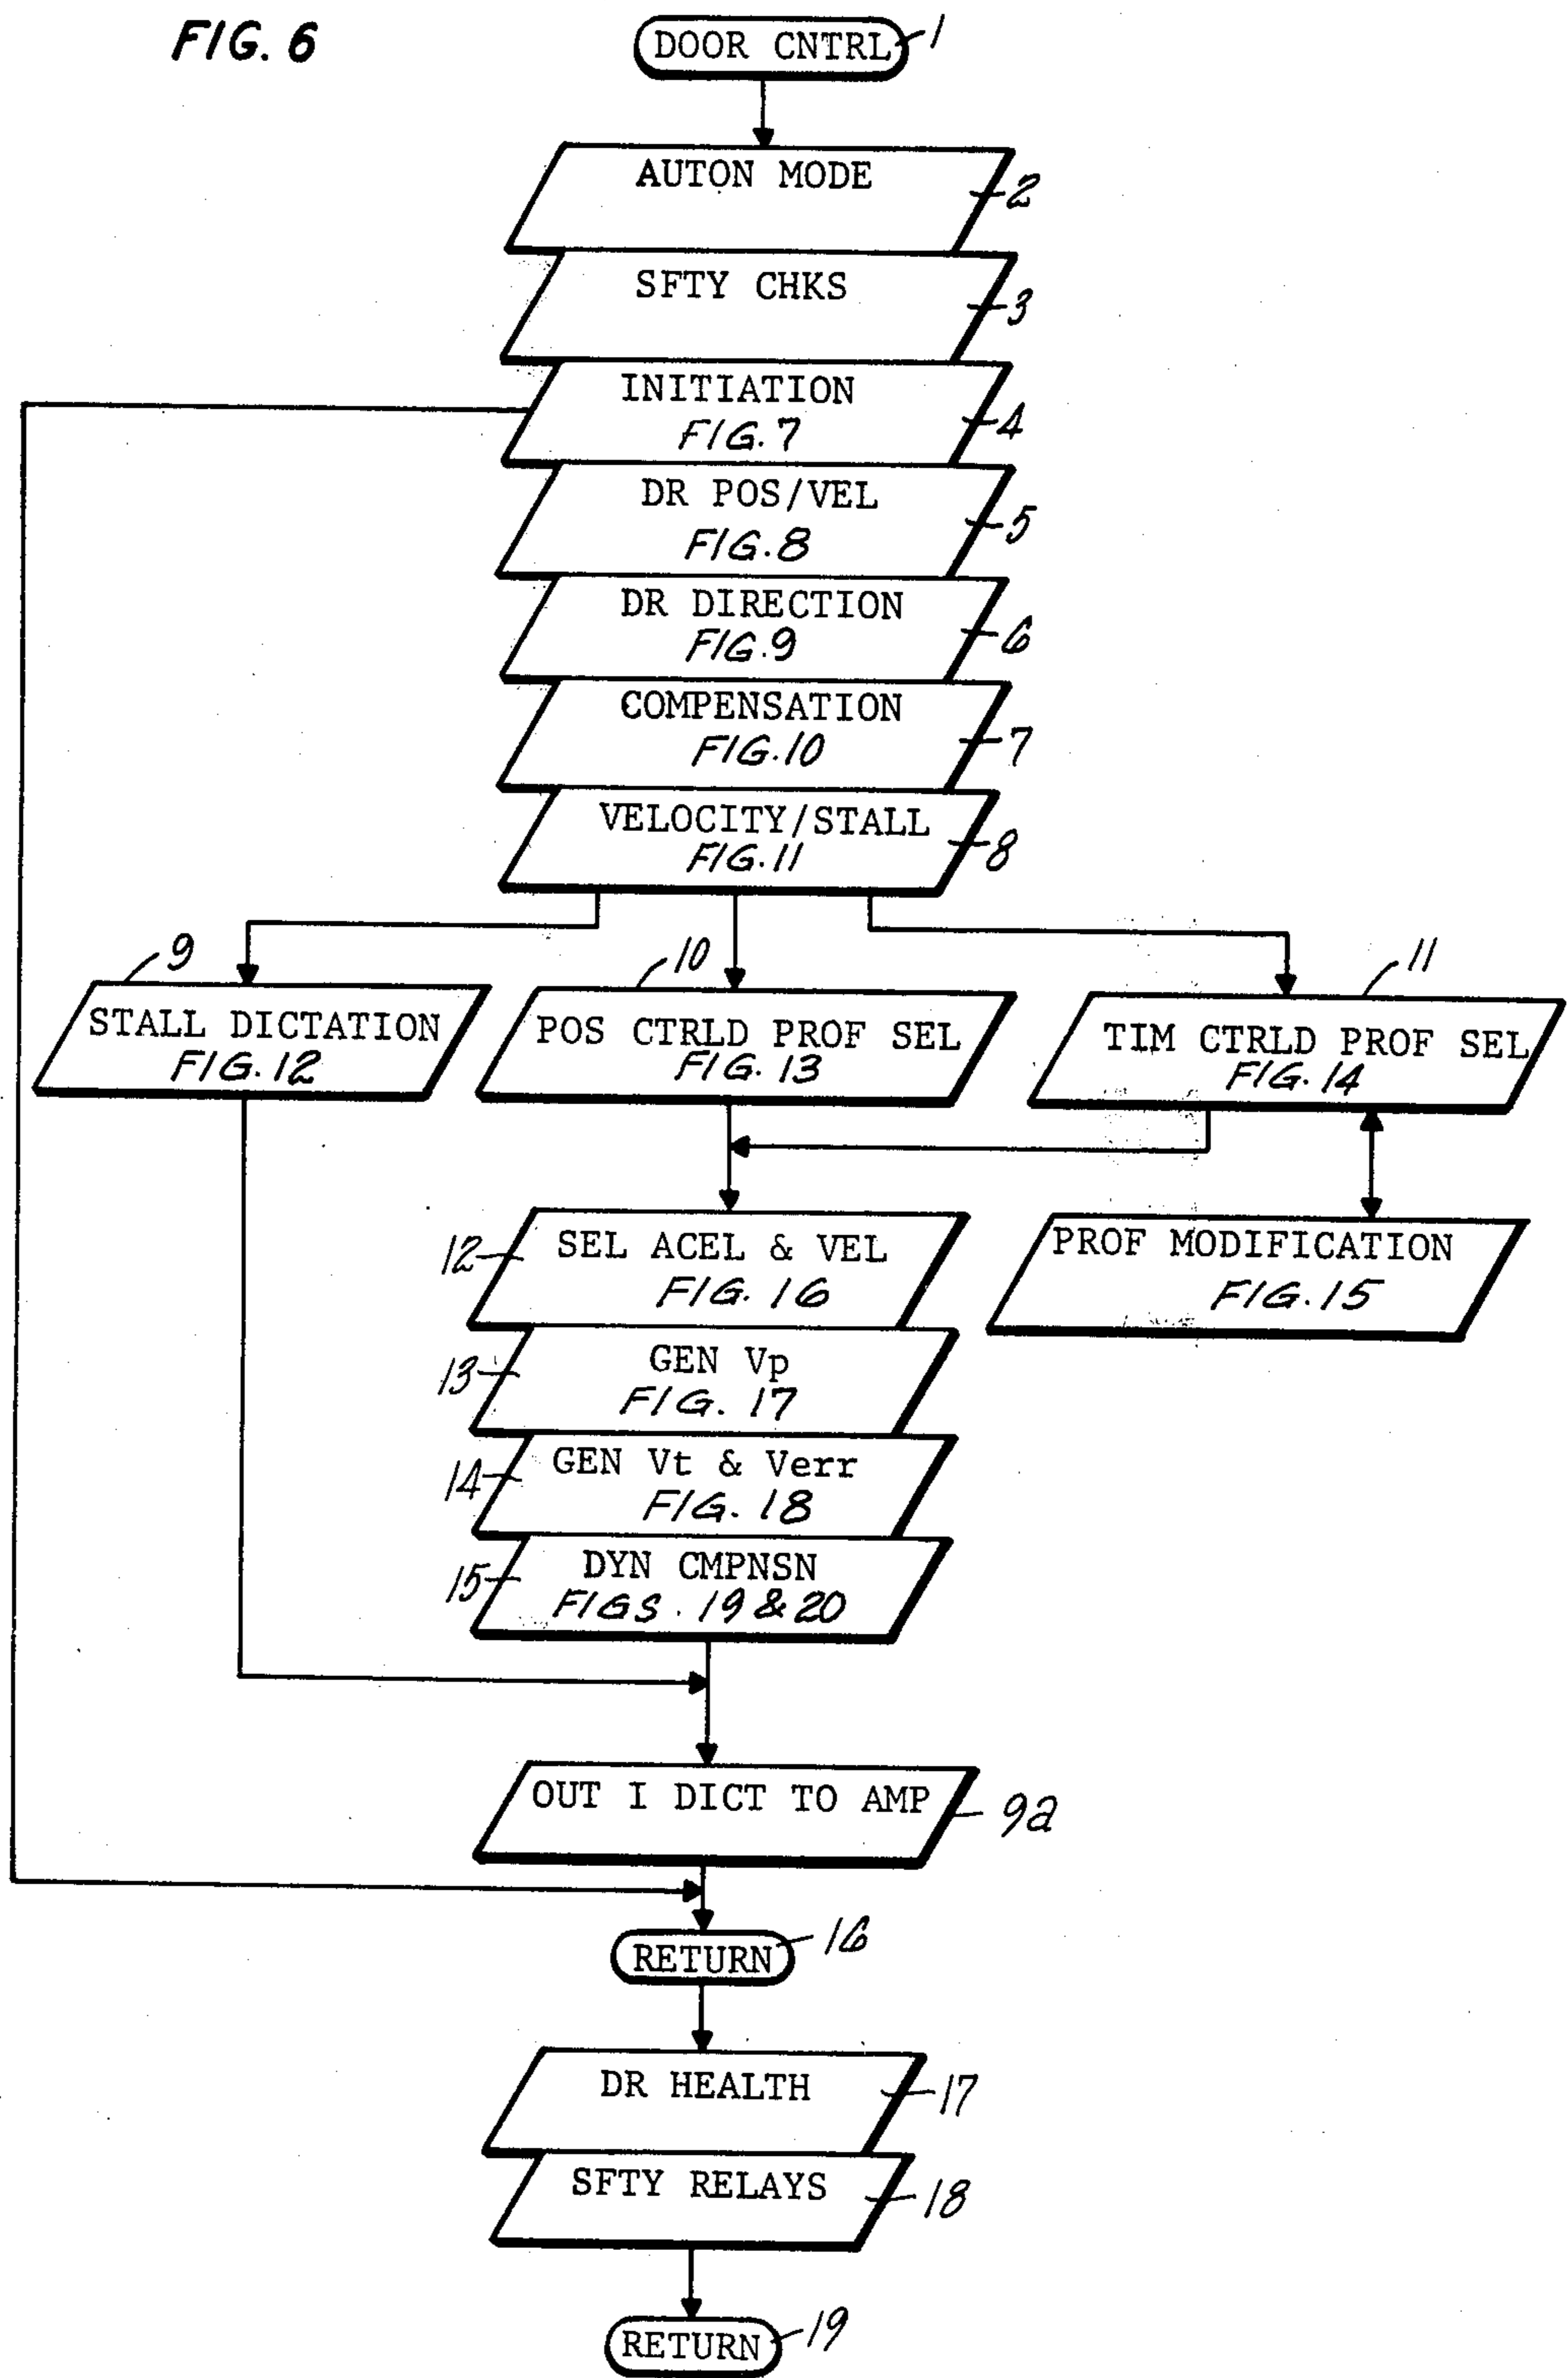 FIG. 6
DOOR CNTRL
1
AUTON MODE
2
SFTY CHKS
3
INITIATION
FIG. 7
4
DR POS/VEL
FIG. 8
5
DR DIRECTION
FIG. 9
6
COMPENSATION
FIG. 10
7
VELOCITY/STALL
FIG. 11
8
9
STALL DICTATION
FIG. 12
10
POS CTRLD PROF SEL
FIG. 13
11
TIM CTRLD PROF SEL
FIG. 14
12
SEL ACEL & VEL
FIG. 16
PROF MODIFICATION
FIG. 15
13
GEN Vp
FIG. 17
14
GEN Vt & Verr
FIG. 18
15
DYN CMPNSN
FIGS. 19 & 20
OUT I DICT TO AMP
9a
RETURN
16
DR HEALTH
17
SFTY RELAYS
18
RETURN
19